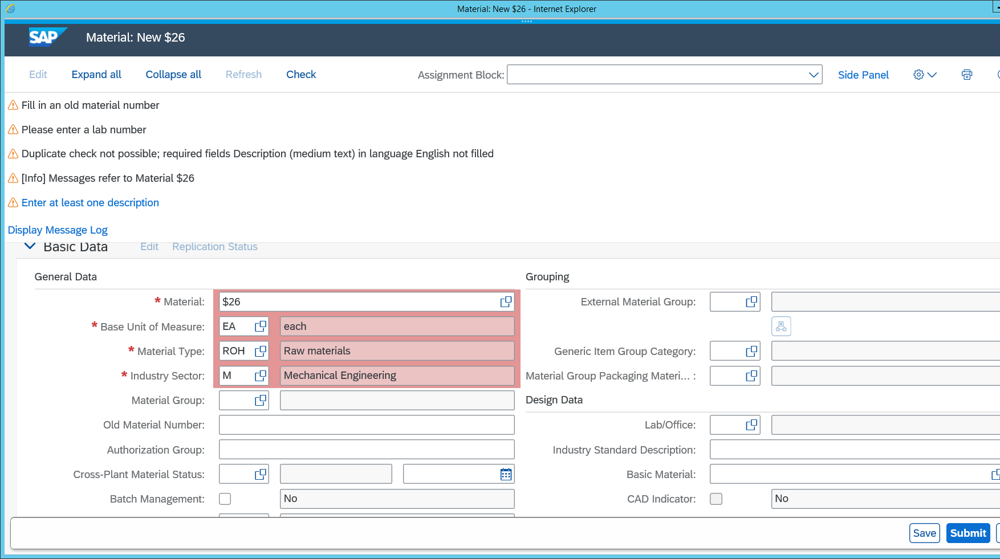 Material: New $26 - Internet Explorer
SAP Material: New $26
Edit Expand all Collapse all Refresh Check Assignment Block: Side Panel
Fill in an old material number
Please enter a lab number
Duplicate check not possible; required fields Description (medium text) in language English not filled
[Info] Messages refer to Material $26
Enter at least one description
Display Message Log
Basic Data Edit Replication Status
General Data Grouping
* Material: $26 External Material Group:
* Base Unit of Measure: EA each
* Material Type: ROH Raw materials Generic Item Group Category:
* Industry Sector: M Mechanical Engineering Material Group Packaging Materi... :
Material Group: Design Data
Old Material Number: Lab/Office:
Authorization Group: Industry Standard Description:
Cross-Plant Material Status: Basic Material:
Batch Management: No CAD Indicator: No
Save Submit